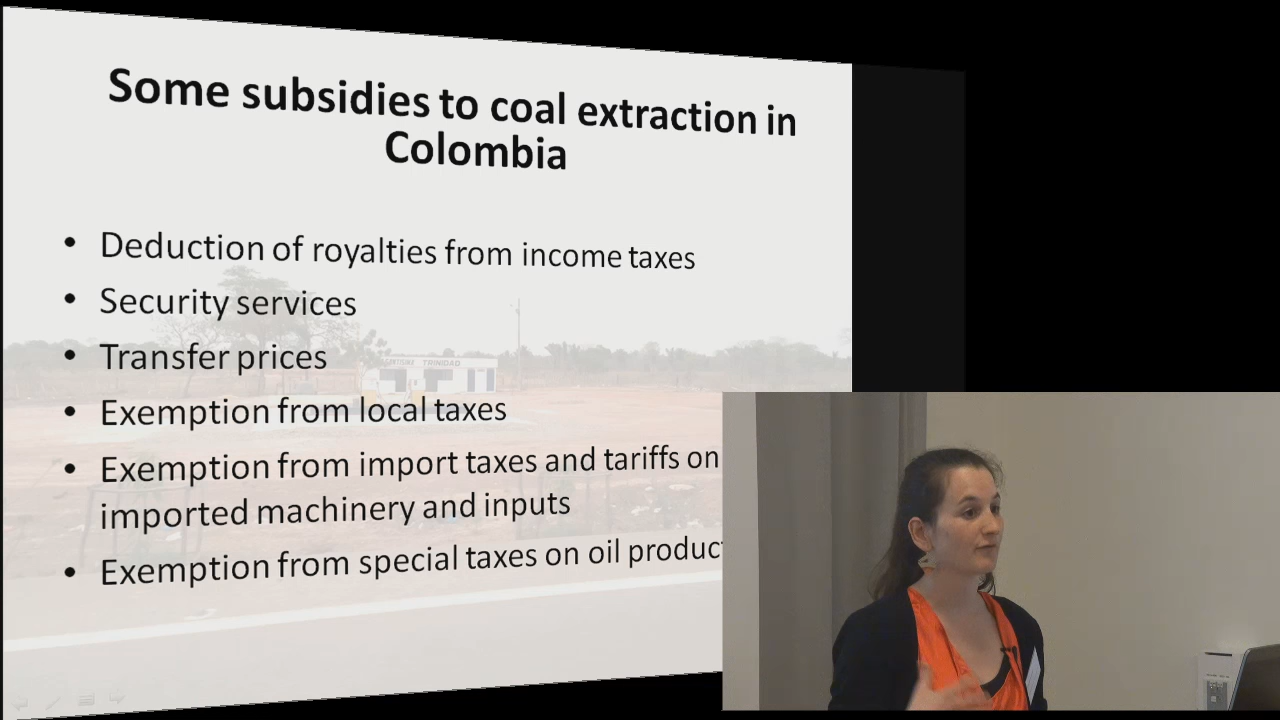 Some subsidies to coal extraction in
Colombia
• Deduction of royalties from income taxes
• Security services
• Transfer prices
TRINIDAD
• Exemption from local taxes
• Exemption from import taxes and tariffs on
imported machinery and inputs
• Exemption from special taxes on oil